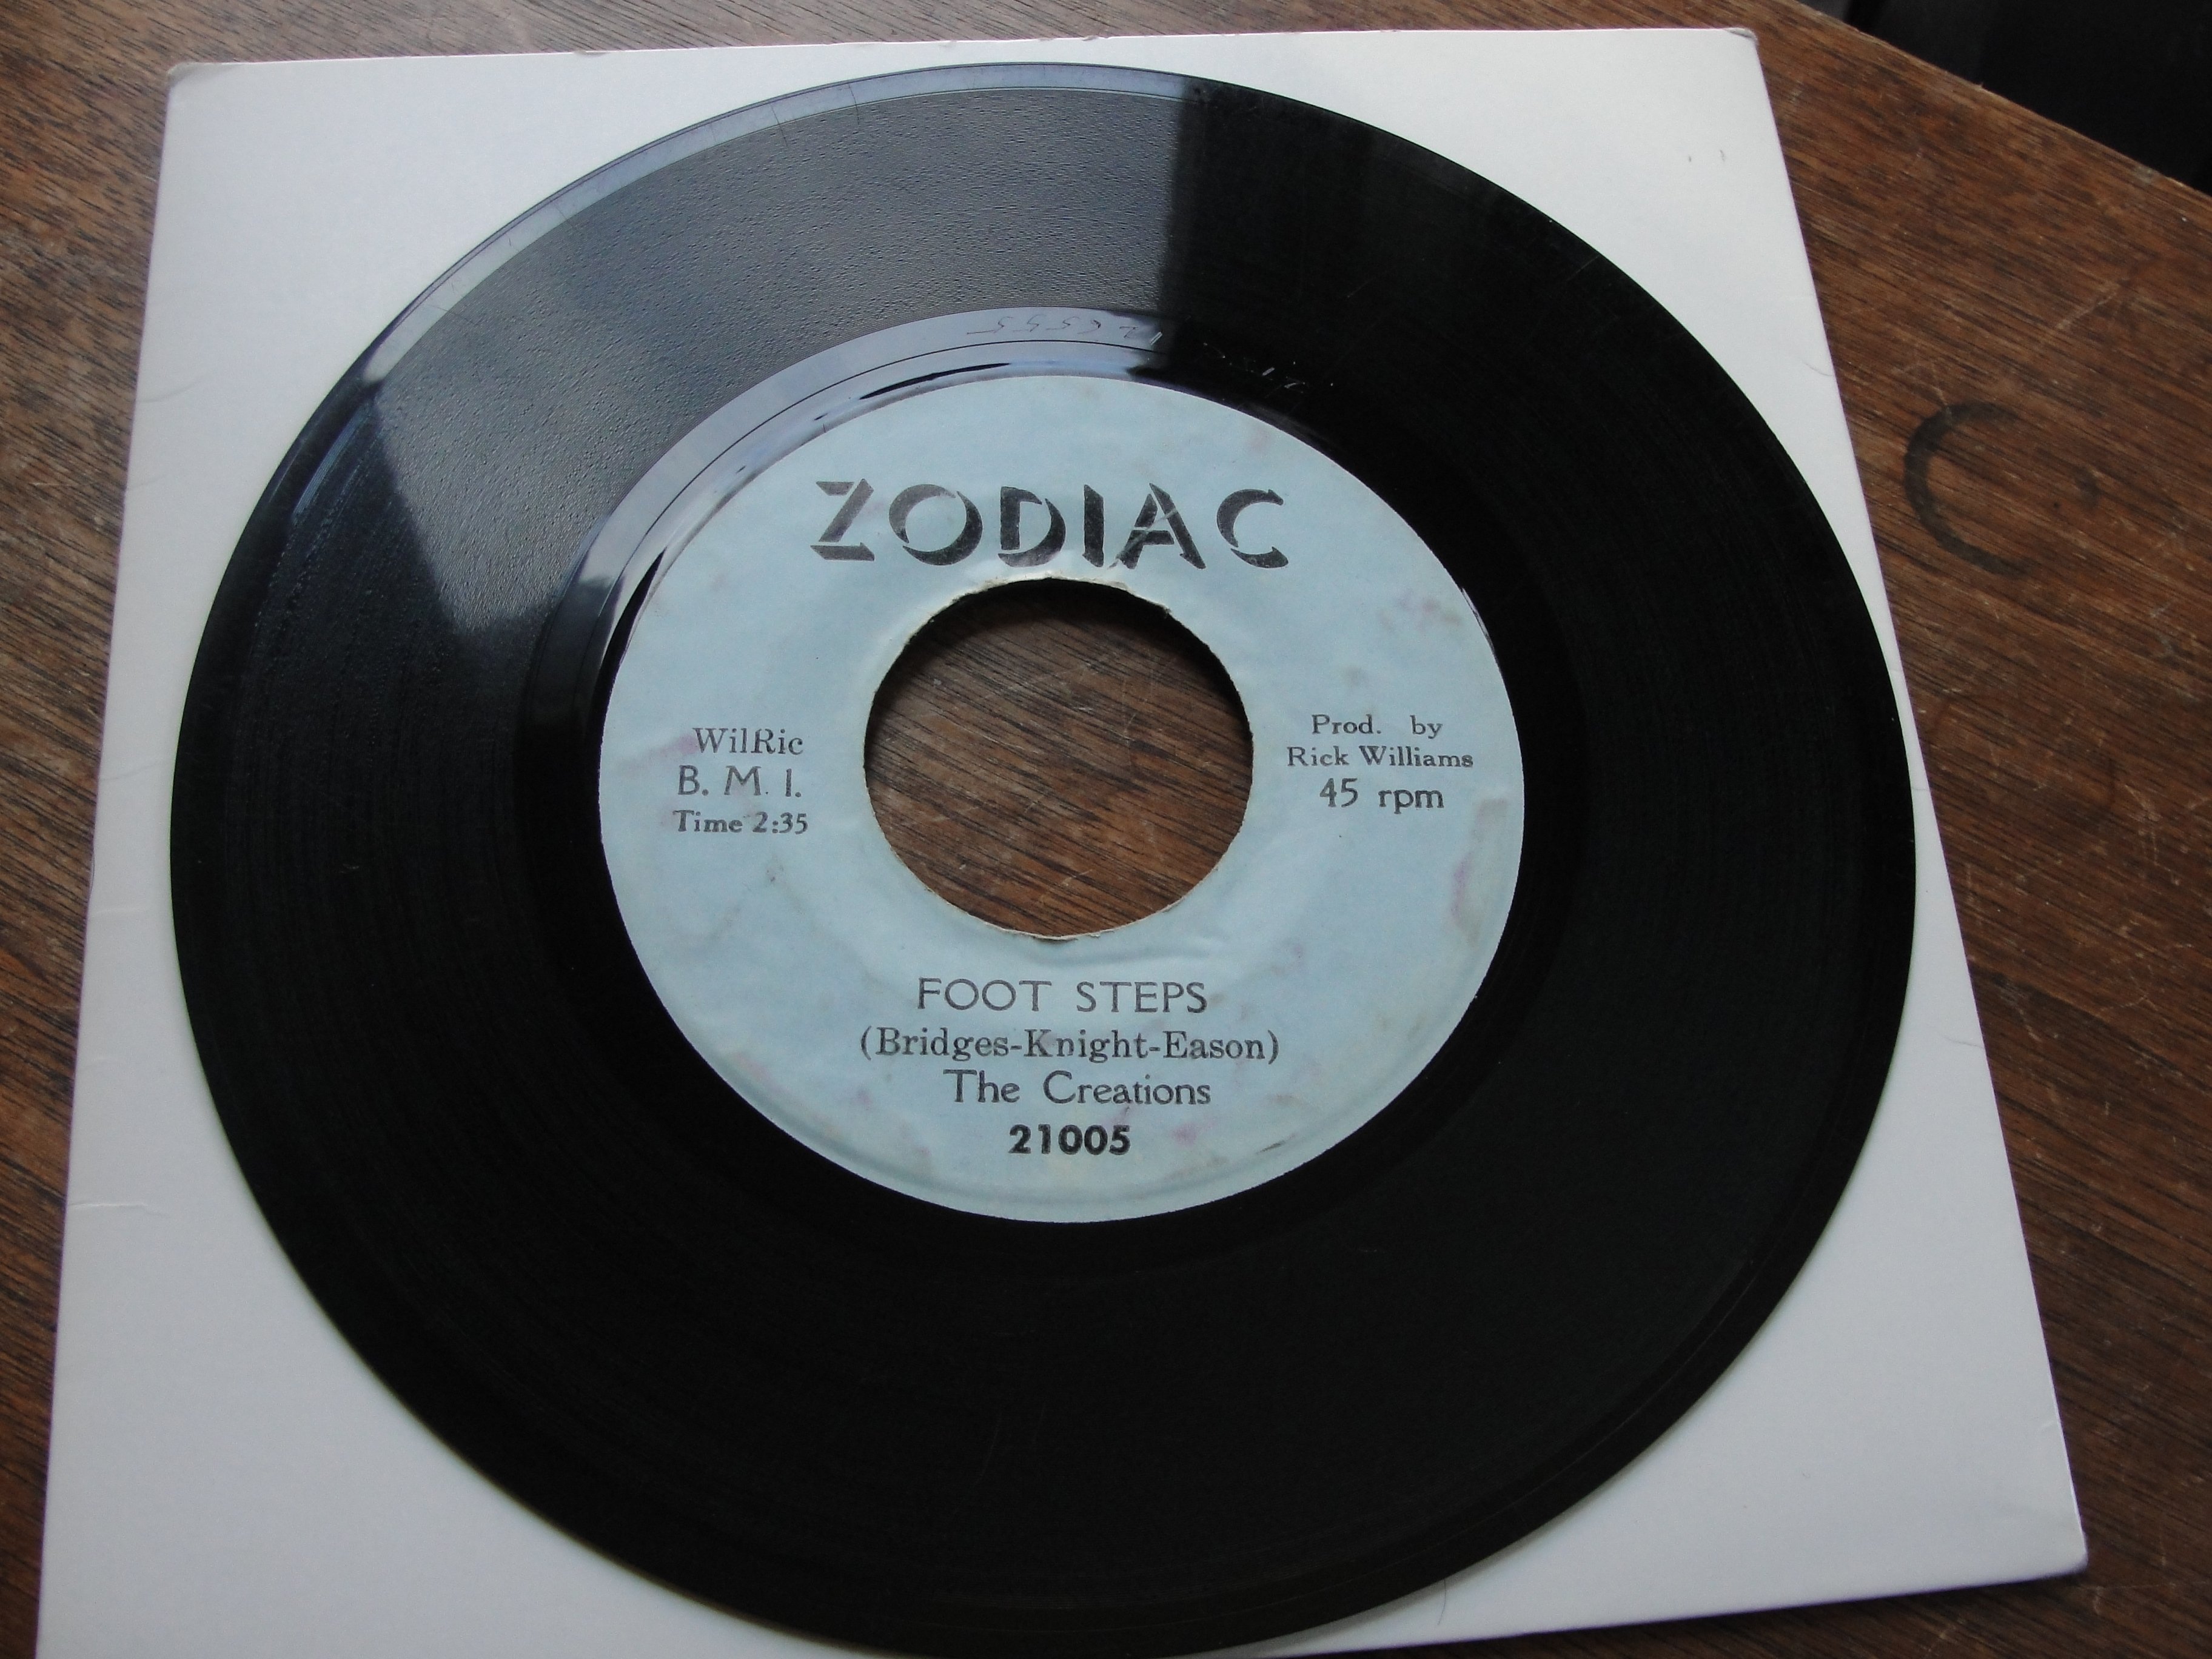 ZODIAC
WilRic
B. M. I.
Time 2:35
Prod. by
Rick Williams
45 rpm
FOOT STEPS
(Bridges-Knight-Eason)
The Creations
21005